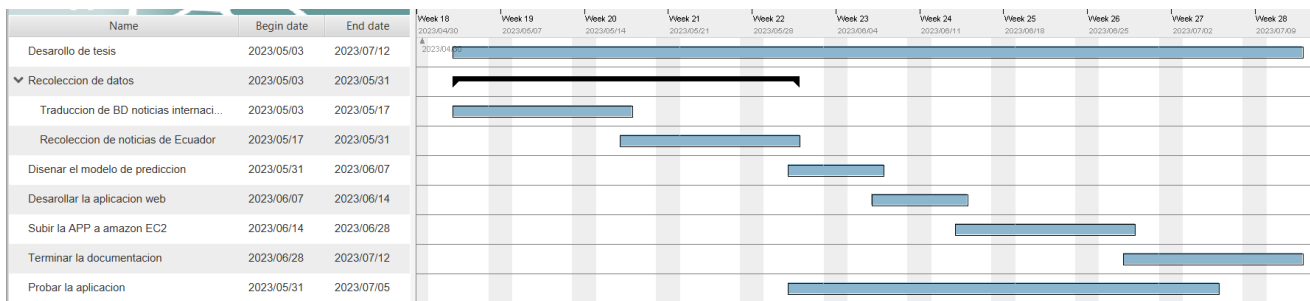 Name Begin date End date
Week 18 Week 19 Week 20 Week 21 Week 22 Week 23 Week 24 Week 25 Week 26 Week 27 Week 28
2023/04/30 2023/05/07 2023/05/14 2023/05/21 2023/05/28 2023/06/04 2023/06/11 2023/06/18 2023/06/25 2023/07/02 2023/07/09
Desarollo de tesis 2023/05/03 2023/07/12
2023/04/30
Recoleccion de datos 2023/05/03 2023/05/31
Traduccion de BD noticias internaci... 2023/05/03 2023/05/17
Recoleccion de noticias de Ecuador 2023/05/17 2023/05/31
Disenar el modelo de prediccion 2023/05/31 2023/06/07
Desarollar la aplicacion web 2023/06/07 2023/06/14
Subir la APP a amazon EC2 2023/06/14 2023/06/28
Terminar la documentacion 2023/06/28 2023/07/12
Probar la aplicacion 2023/05/31 2023/07/05